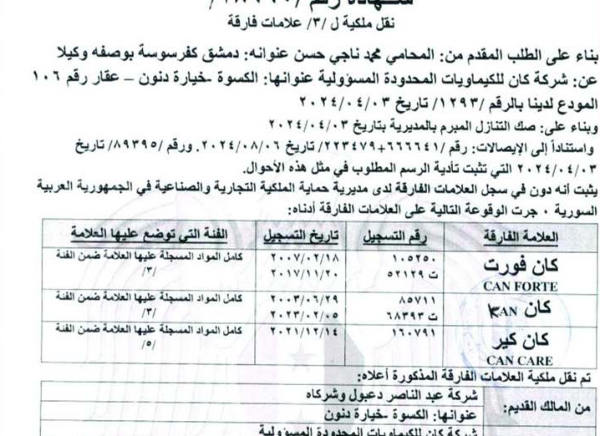 نقل ملكية ل /٣/ علامات فارقة
بناء على الطلب المقدم من: المحامي محمد ناجي حسن عنوانه: دمشق كفرسوسة بوصفه وكيلا
عن: شركة كان للكيماويات المحدودة المسؤولية عنوانها: الكسوة -خيارة دنون – عقار رقم ١٠٦
المودع لدينا بالرقم /١٢٩٣/ تاريخ ٢٠٢٤/٠٤/٠٣
وبناء على: صك التنازل المبرم بالمديرية بتاريخ ٢٠٢٤/٠٤/٠٣
واستناداً إلى الإيصالات: رقم /٦٦٦٦٤١+٢٢٣٤٧٩/ تاريخ ٢٠٢٤/٠٨/٠٦. ورقم /٨٩٣٩٥/ تاريخ
٢٠٢٤/٠٤/٠٣ التي تثبت تأدية الرسم المطلوب في مثل هذه الأحوال.
يثبت أنه دون في سجل العلامات الفارقة لدى مديرية حماية الملكية التجارية والصناعية في الجمهورية العربية
السورية ٠ جرت الوقوعة التالية على العلامات الفارقة أدناه:
العلامة الفارقة رقم التسجيل تاريخ التسجيل الفئة التي توضع عليها العلامة
كان فورت ١٠٥٢٥٠ ٢٠٠٧/٠٢/١٨ كامل المواد المسجلة عليها العلامة ضمن الفئة
CAN FORTE ت ٥٢١٢٩ ٢٠١٧/١١/٢٠ /٣/
كان KAN ٨٥٧١١ ٢٠٠٣/٠٦/٢٩ كامل المواد المسجلة عليها العلامة ضمن الفئة
ت ٦٨٣٩٣ ٢٠٢٣/٠٢/٠٥ /٣/
كان كير ١٦٠٧٩١ ٢٠٢١/١٢/١٤ كامل المواد المسجلة عليها العلامة ضمن الفئة
CAN CARE /٥/
تم نقل ملكية العلامات الفارقة المذكورة أعلاه:
من المالك القديم: شركة عبد الناصر دعبول وشركاه
عنوانها: الكسوة -خيارة دنون
شركة كان للكيماويات المحدودة المسؤولية